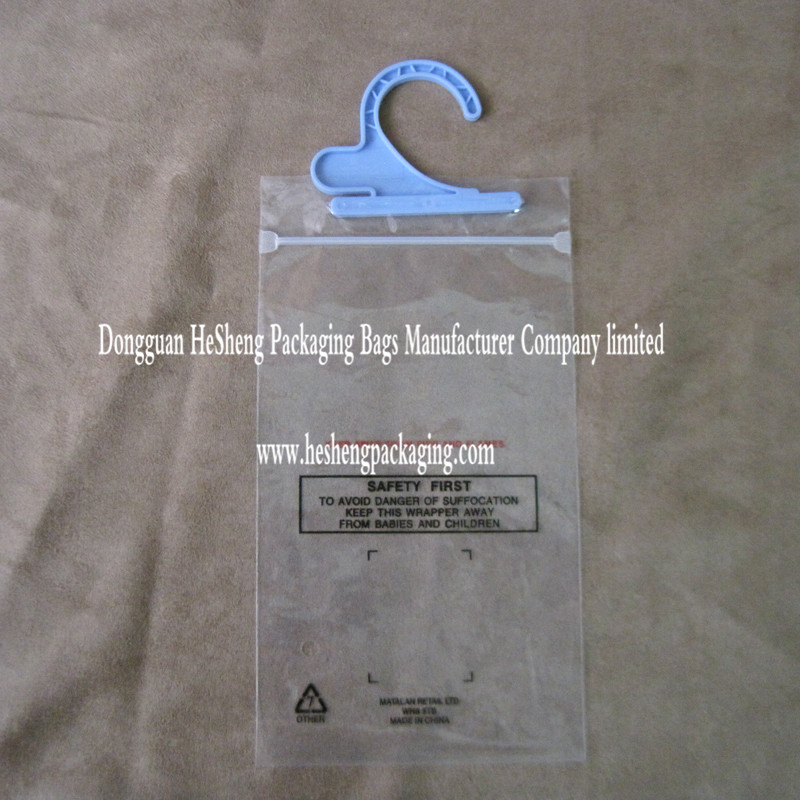 Dongguan HeSheng Packaging Bags Manufacturer Company limited
www.heshengpackaging.com
SAFETY FIRST
TO AVOID DANGER OF SUFFOCATION
KEEP THIS WRAPPER AWAY
FROM BABIES AND CHILDREN
7
OTHER
MATALAN RETAIL LTD
MADE IN CHINA